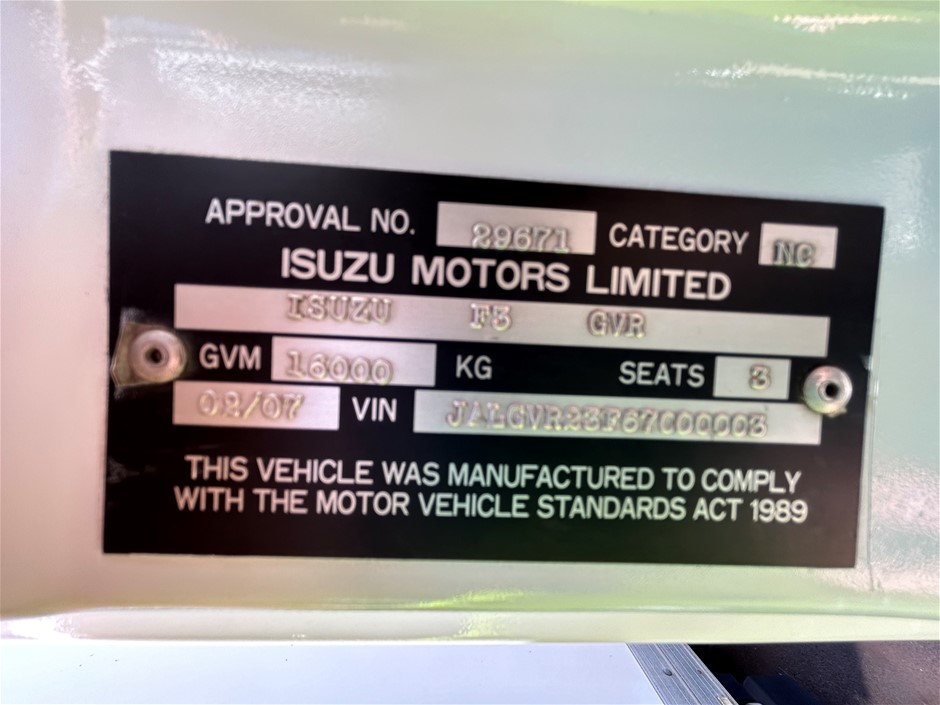 APPROVAL NO. 29671 CATEGORY NC
ISUZU MOTORS LIMITED
ISUZU F3 GVR
GVM 16000 KG SEATS 3
02/07 VIN JALGVR23F67000003
THIS VEHICLE WAS MANUFACTURED TO COMPLY
WITH THE MOTOR VEHICLE STANDARDS ACT 1989